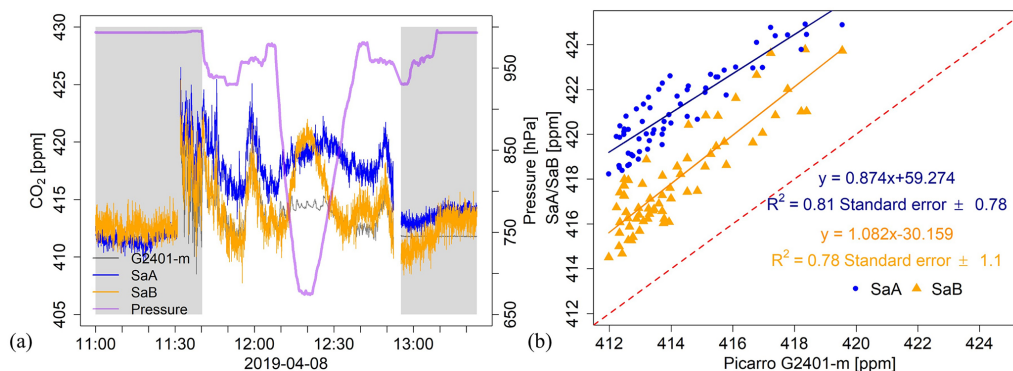 (a)
CO2 [ppm]
430
425
420
415
410
405
G2401-m
SaA
SaB
Pressure
950
850
750
650
Pressure [hPa]
11:00 11:30 12:00 12:30 13:00
2019-04-08
(b)
SaA/SaB [ppm]
424
422
420
418
416
414
412
y = 0.874x+59.274
R² = 0.81 Standard error ± 0.78
y = 1.082x-30.159
R² = 0.78 Standard error ± 1.1
SaA SaB
412 414 416 418 420 422 424
Picarro G2401-m [ppm]